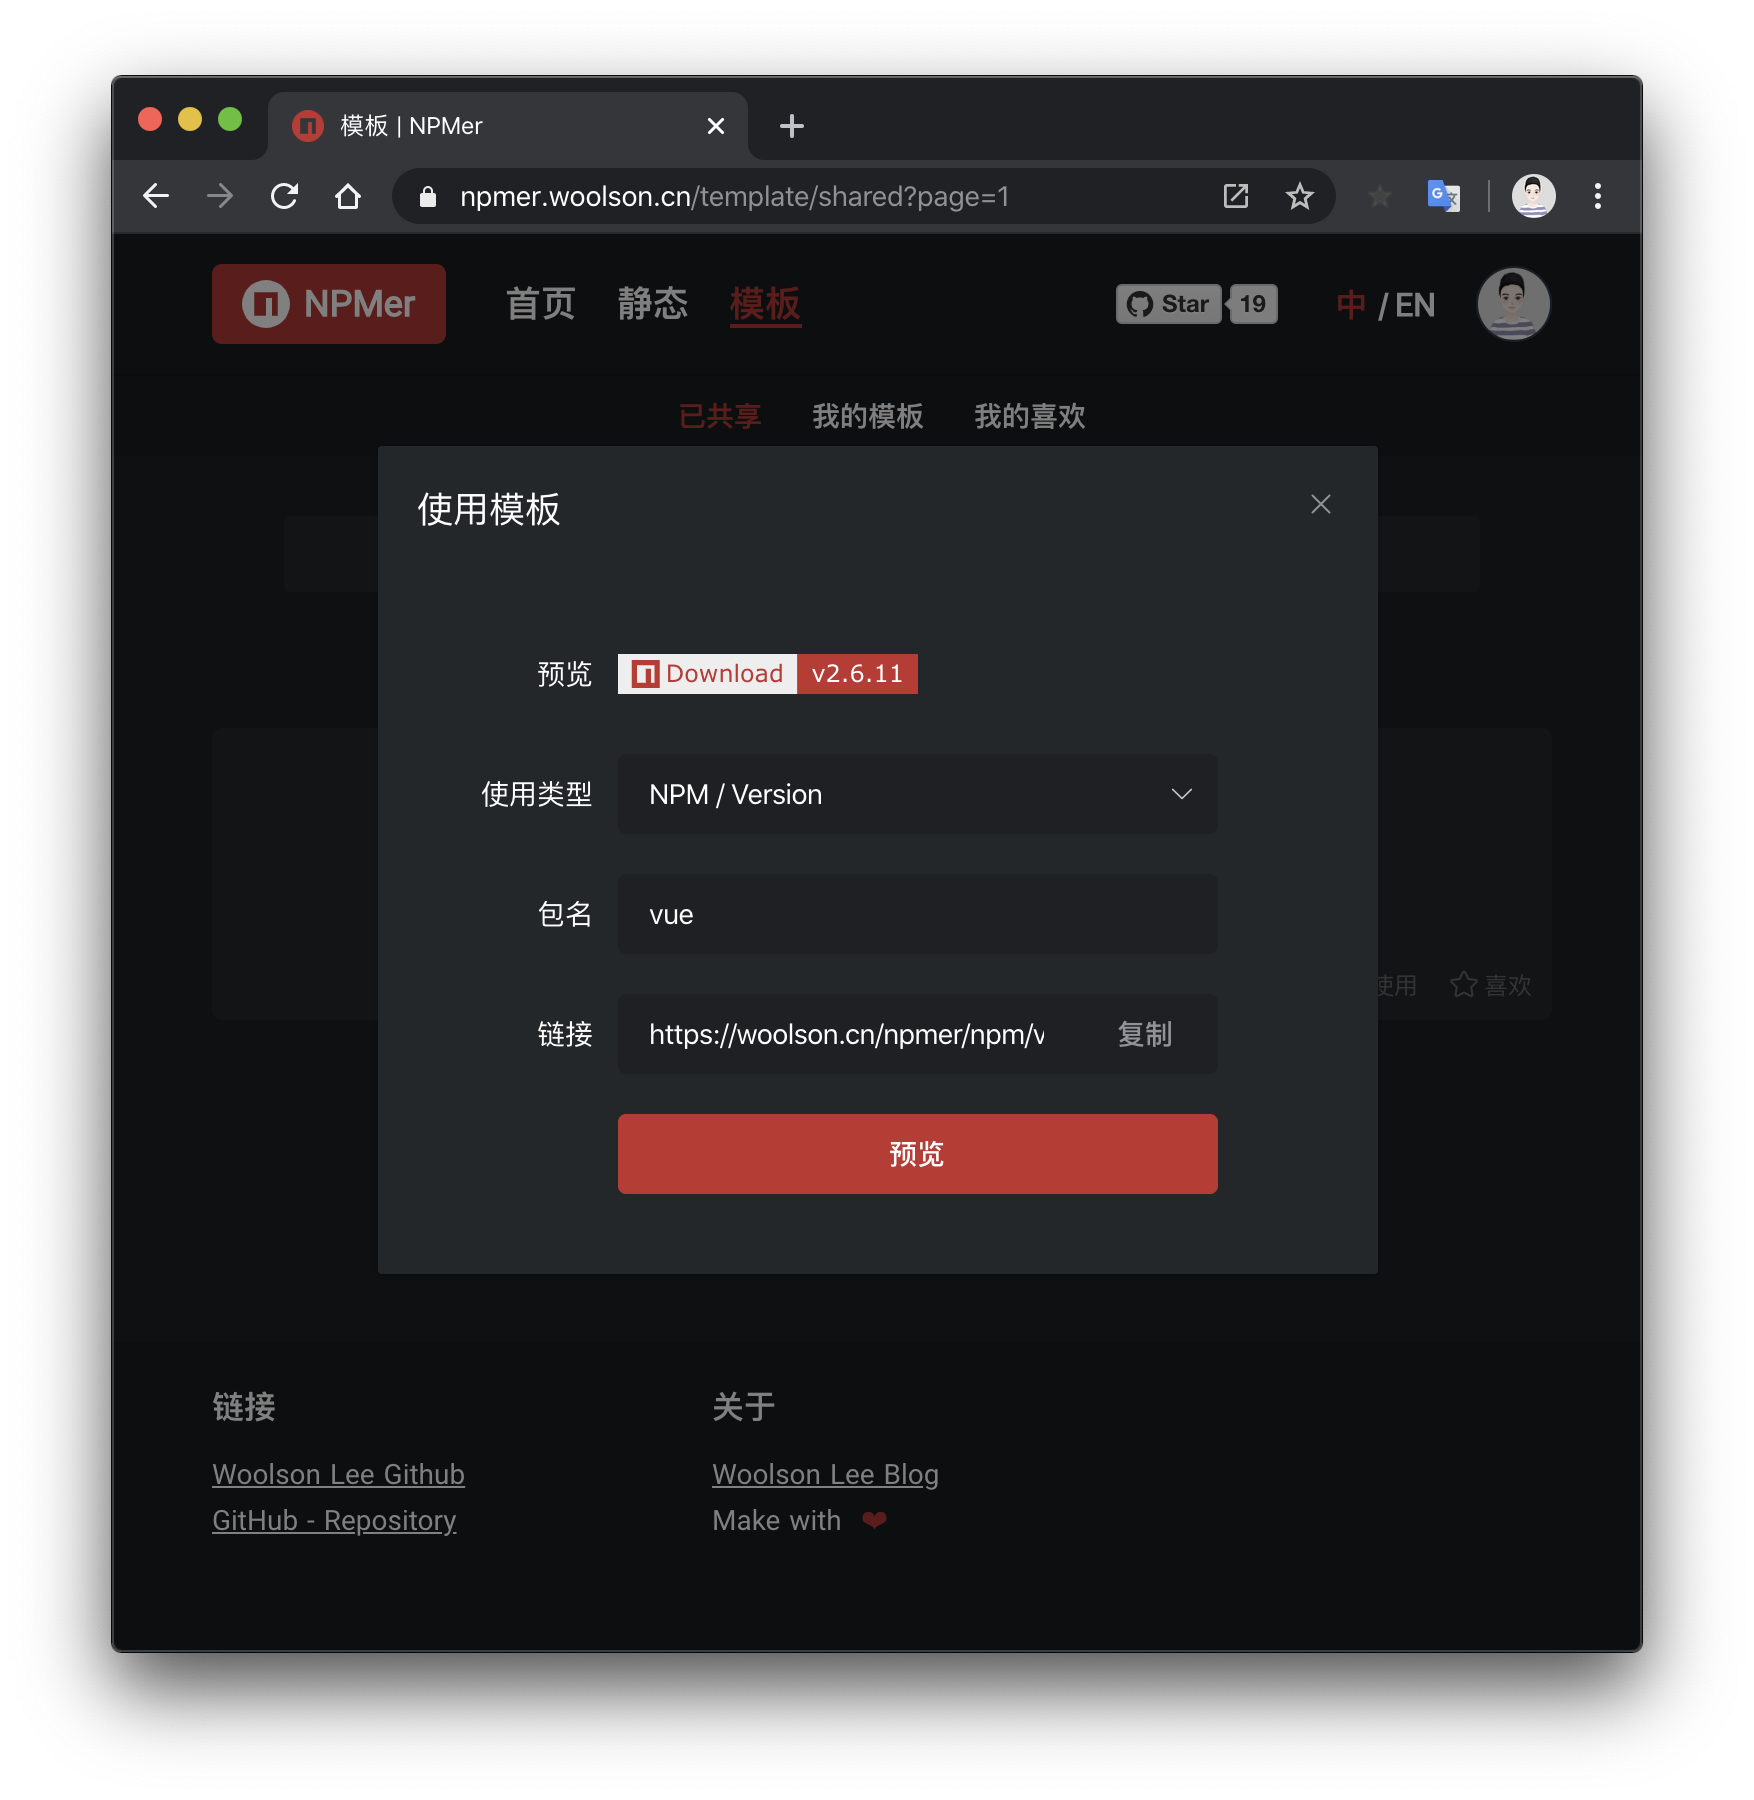 模板 | NPMer
npmer.woolson.cn/template/shared?page=1
NPMer 首页 静态 模板 Star 19 中 / EN
已共享 我的模板 我的喜欢
使用模板
预览 Download v2.6.11
使用类型 NPM / Version
包名 vue
使用 喜欢
链接 https://woolson.cn/npmer/npm/v 复制
预览
链接 关于
Woolson Lee Github Woolson Lee Blog
GitHub - Repository Make with ❤